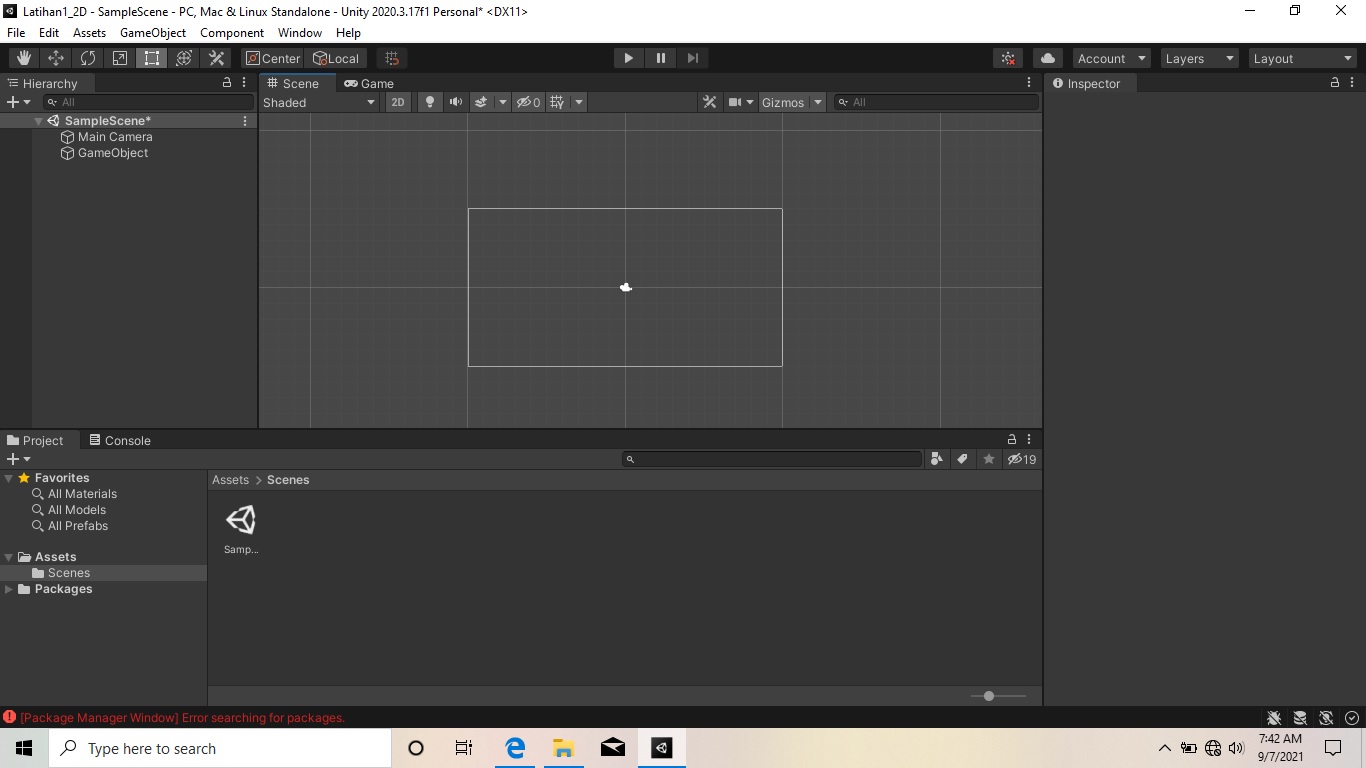 Latihan1_2D - SampleScene - PC, Mac & Linux Standalone - Unity 2020.3.17f1 Personal* <DX11>
File Edit Assets GameObject Component Window Help
Center Local Account Layers Layout
Hierarchy
All
SampleScene*
Main Camera
GameObject
Scene Game
Shaded 2D 0 Gizmos All
Inspector
Project Console
19
Favorites
All Materials
All Models
All Prefabs
Assets
Scenes
Packages
Assets > Scenes
Samp...
[Package Manager Window] Error searching for packages.
Type here to search
7:42 AM
9/7/2021